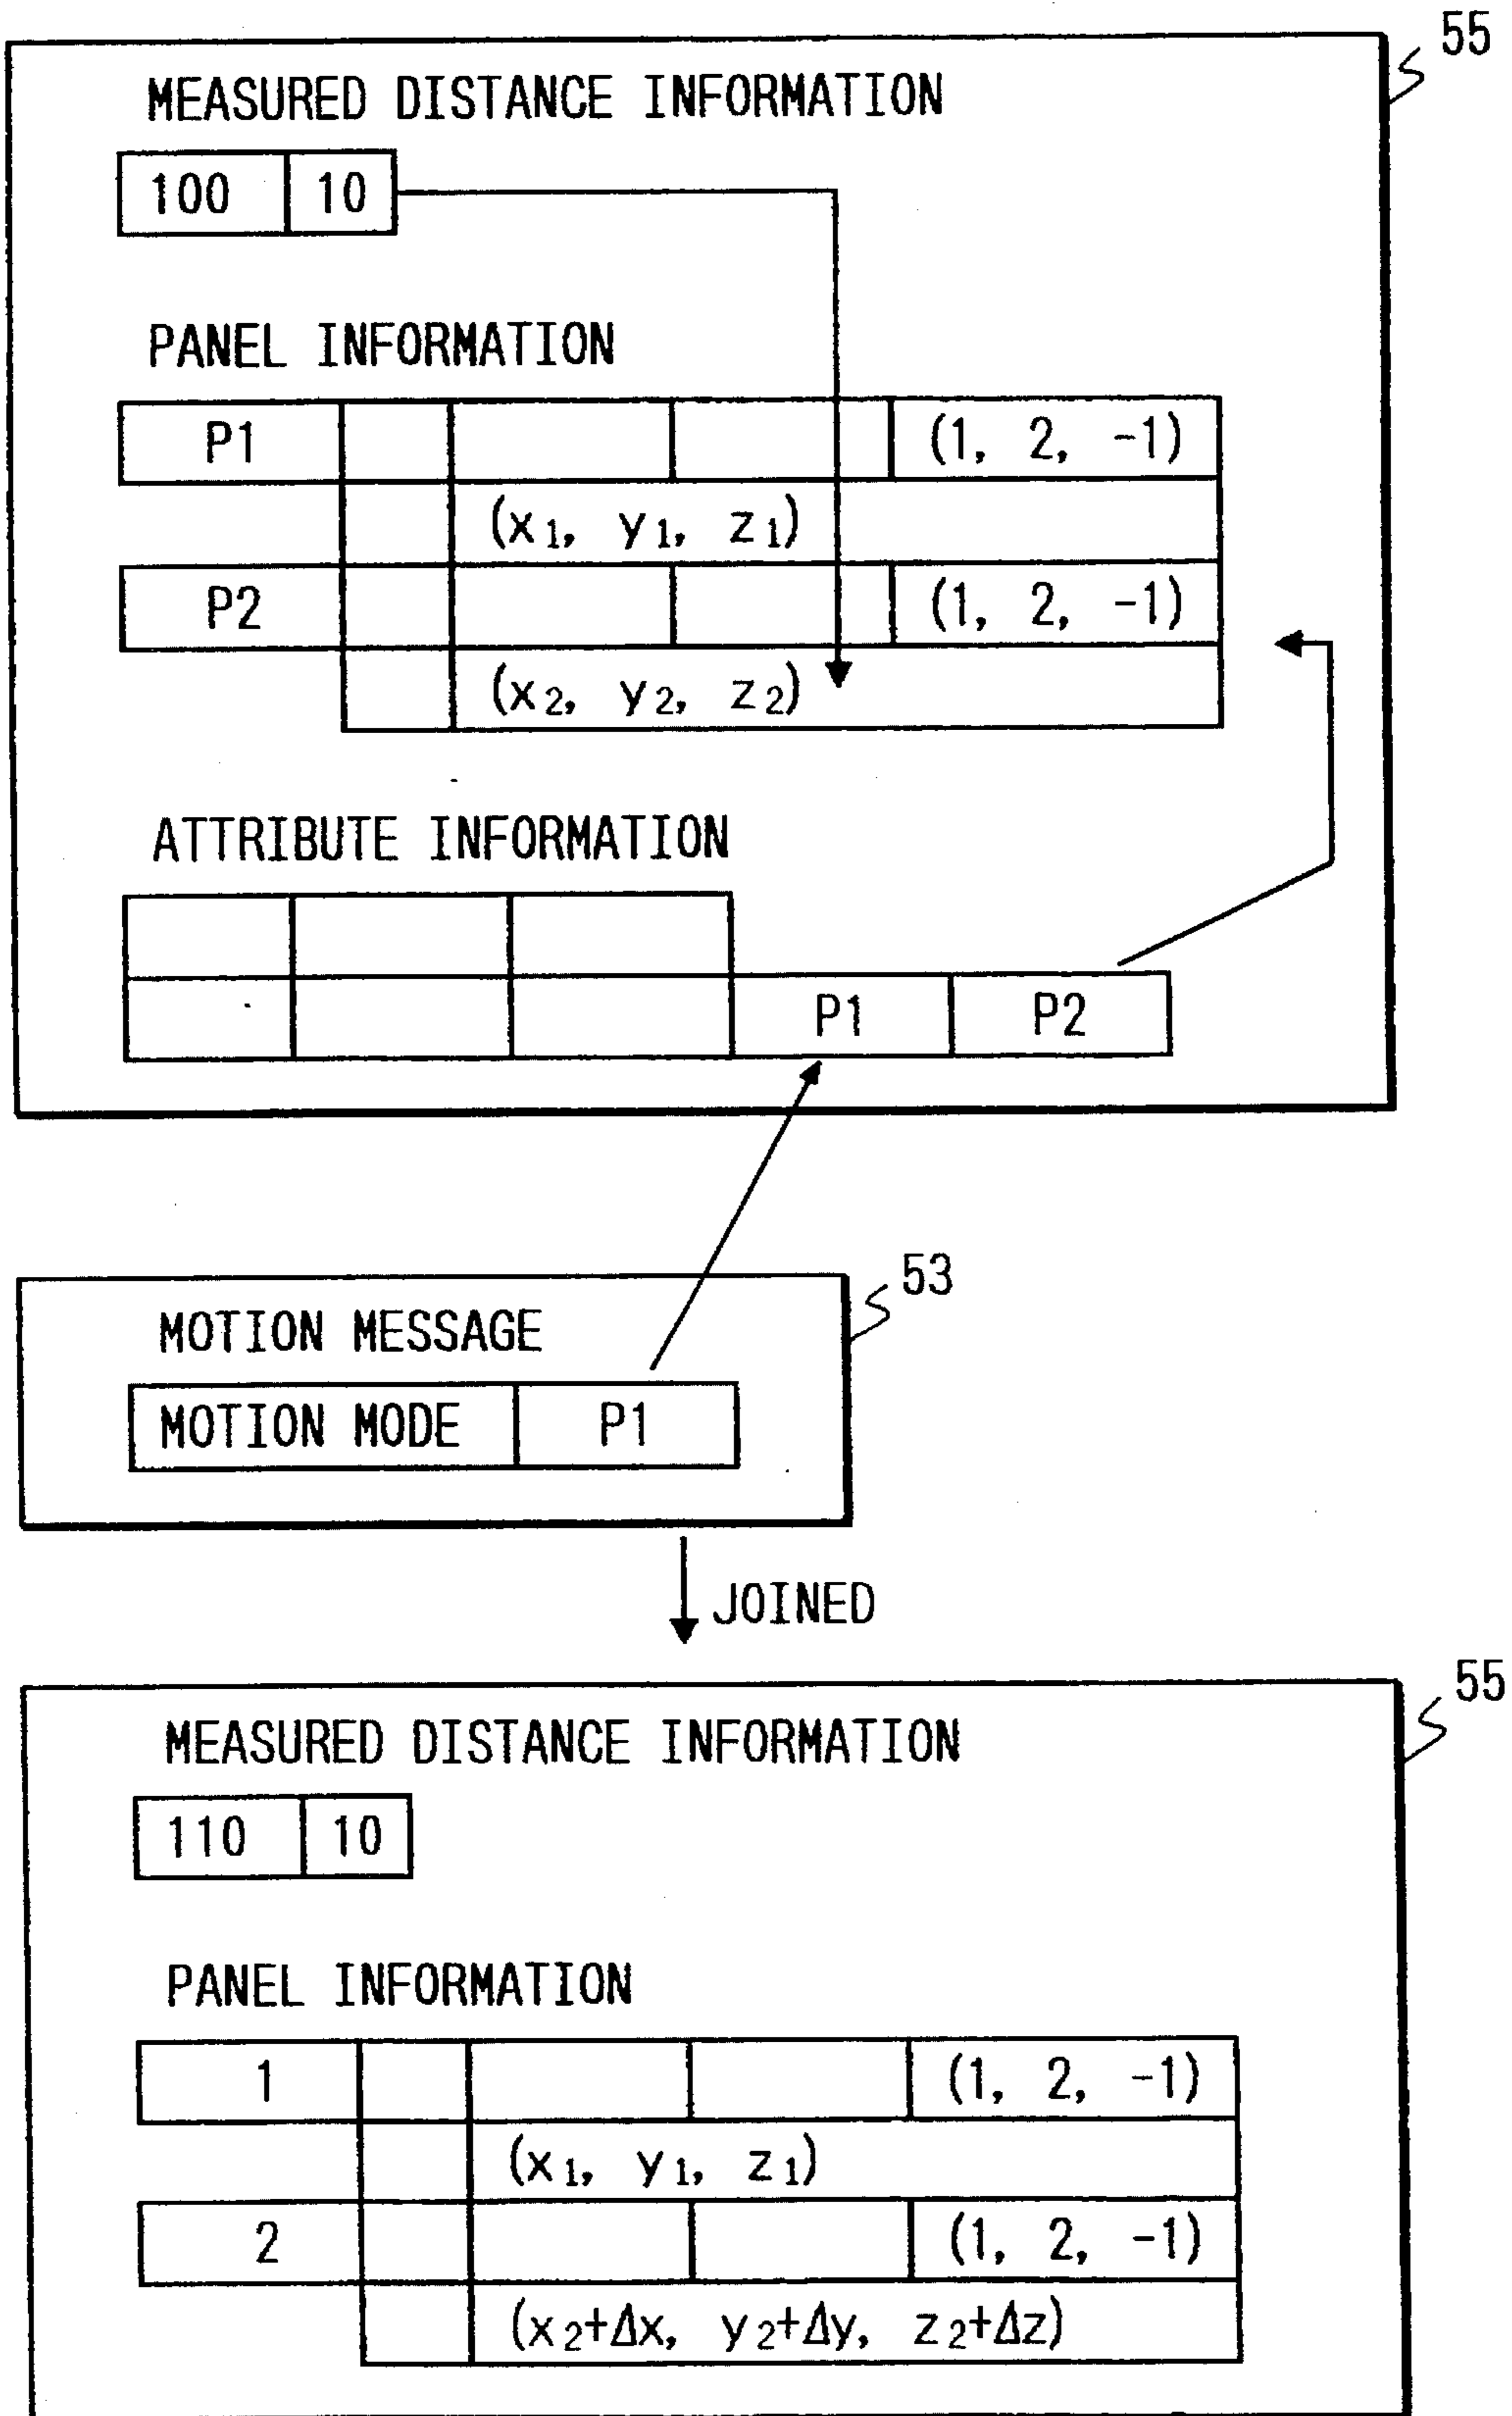 55
MEASURED DISTANCE INFORMATION
100 10
PANEL INFORMATION
P1 (1, 2, -1)
(x₁, y₁, z₁)
P2 (1, 2, -1)
(x₂, y₂, z₂)
ATTRIBUTE INFORMATION
P1 P2
53
MOTION MESSAGE
MOTION MODE P1
JOINED
55
MEASURED DISTANCE INFORMATION
110 10
PANEL INFORMATION
1 (1, 2, -1)
(x₁, y₁, z₁)
2 (1, 2, -1)
(x₂+Δx, y₂+Δy, z₂+Δz)